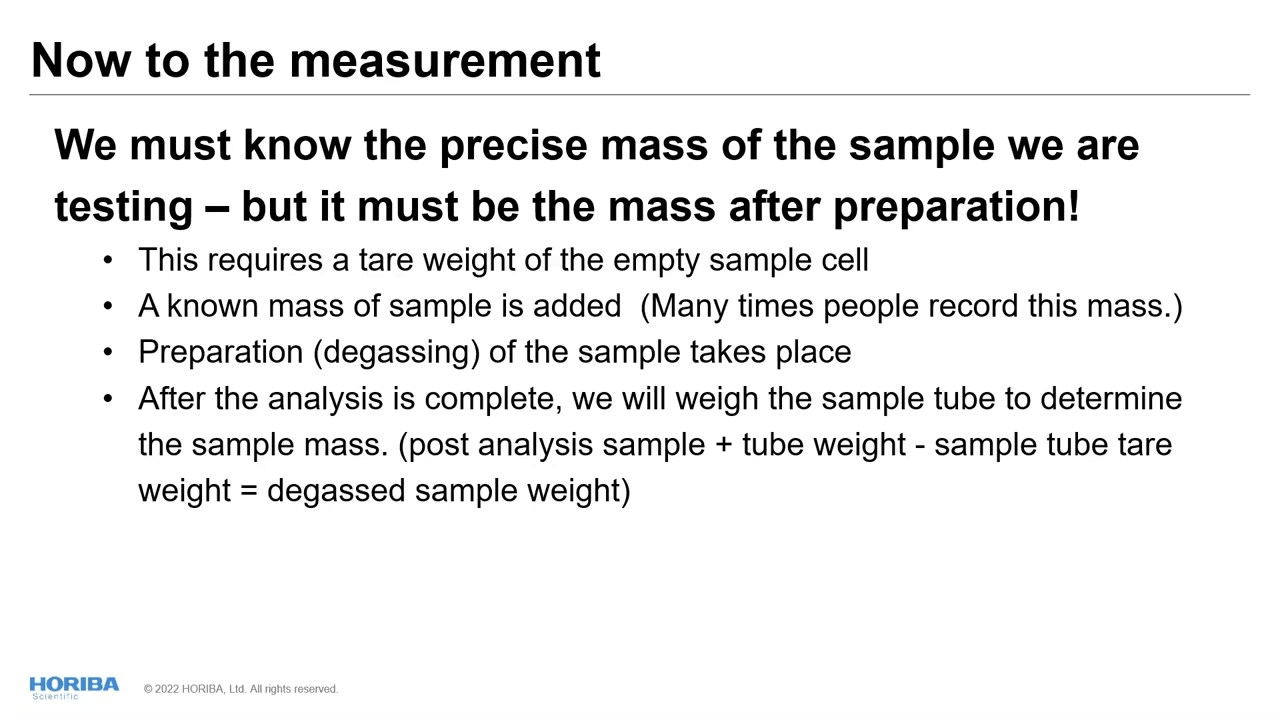 Now to the measurement
We must know the precise mass of the sample we are
testing – but it must be the mass after preparation!
• This requires a tare weight of the empty sample cell
• A known mass of sample is added  (Many times people record this mass.)
• Preparation (degassing) of the sample takes place
• After the analysis is complete, we will weigh the sample tube to determine
the sample mass. (post analysis sample + tube weight - sample tube tare
weight = degassed sample weight)
HORIBA
Scientific
© 2022 HORIBA, Ltd. All rights reserved.